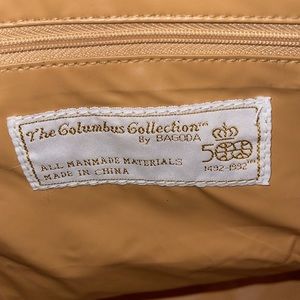 The Columbus Collection™
By BAGODA
500
ALL MANMADE MATERIALS
MADE IN CHINA
1492-1992™